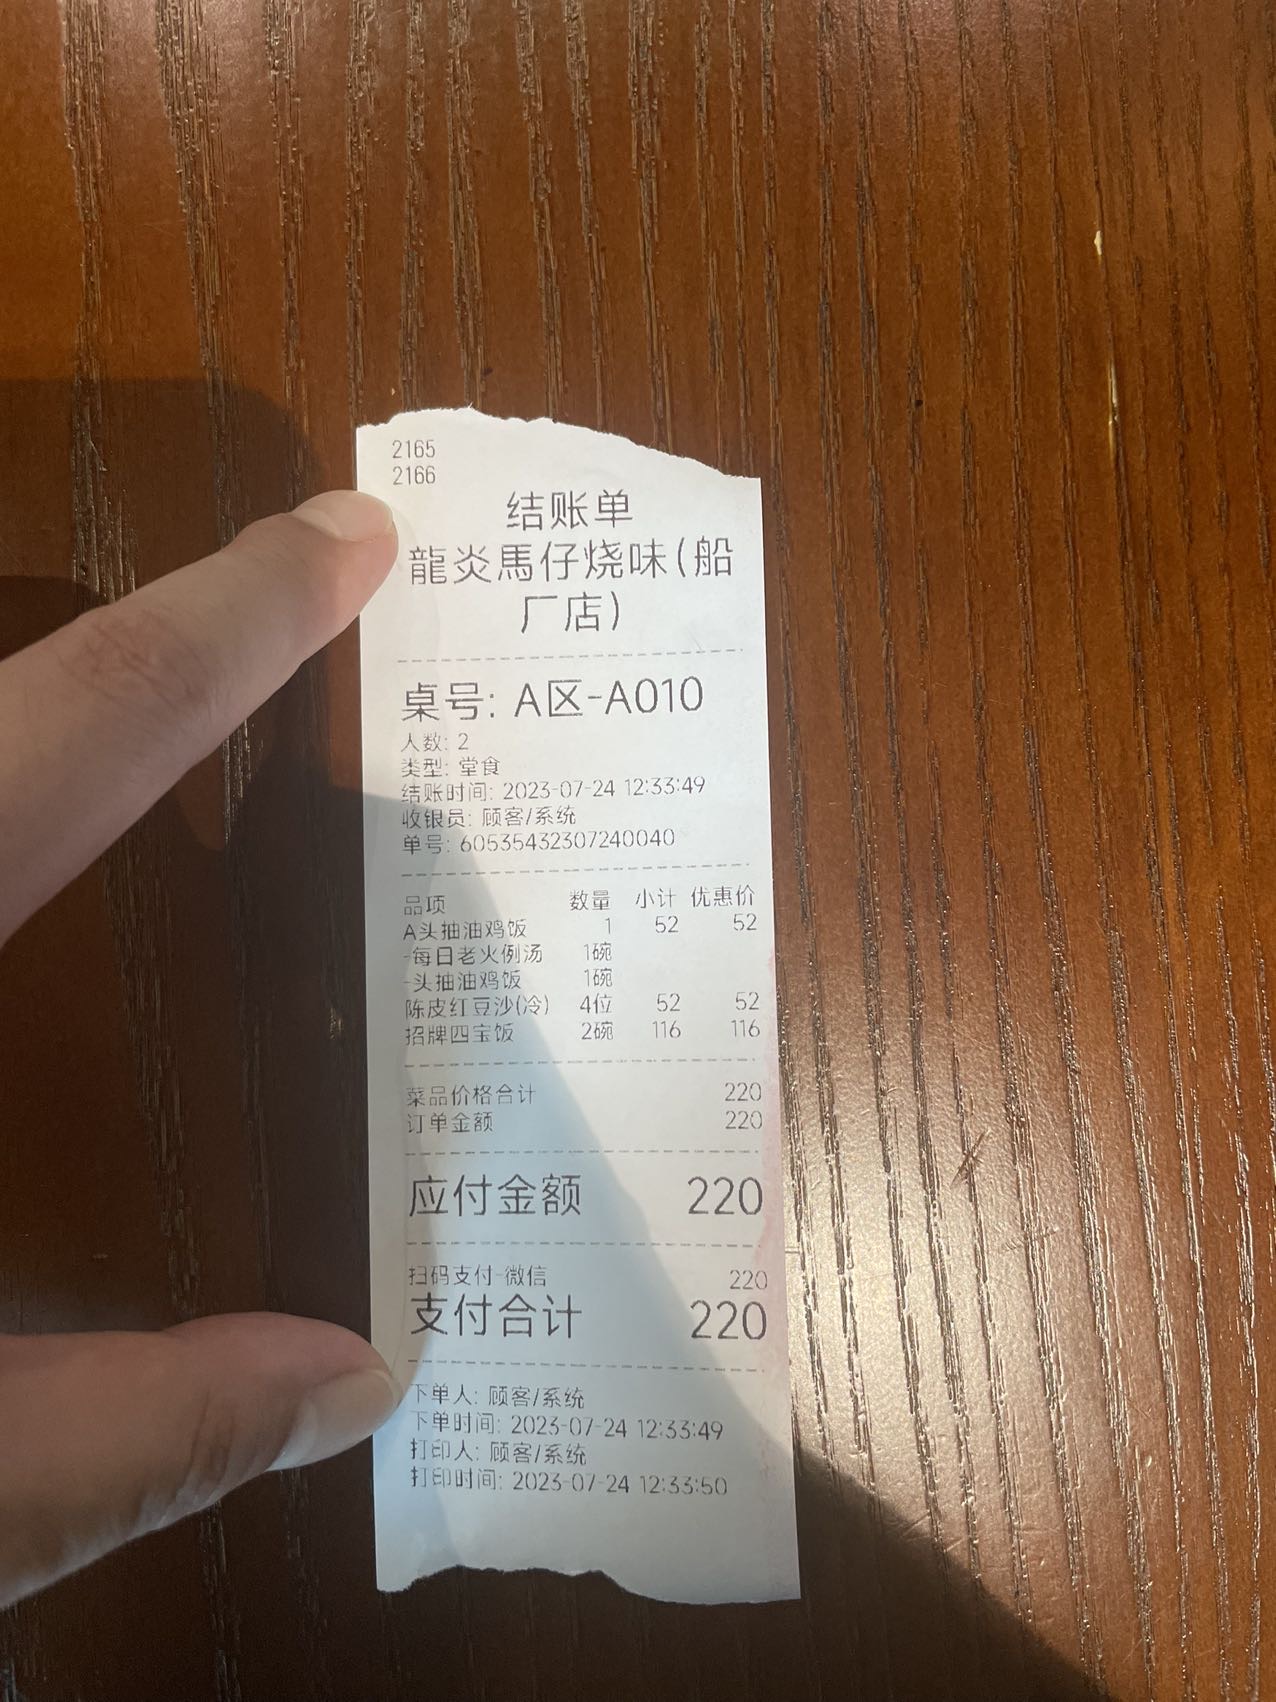 2165
2166
结账单
龍炎馬仔烧味(船
厂店)
桌号: A区-A010
人数: 2
类型: 堂食
结账时间: 2023-07-24 12:33:49
收银员: 顾客/系统
单号: 60535432307240040
品项 数量 小计 优惠价
A头抽油鸡饭 1 52 52
-每日老火例汤 1碗
-头抽油鸡饭 1碗
陈皮红豆沙(冷) 4位 52 52
招牌四宝饭 2碗 116 116
菜品价格合计 220
订单金额 220
应付金额 220
扫码支付-微信 220
支付合计 220
下单人: 顾客/系统
下单时间: 2023-07-24 12:33:49
打印人: 顾客/系统
打印时间: 2023-07-24 12:33:50